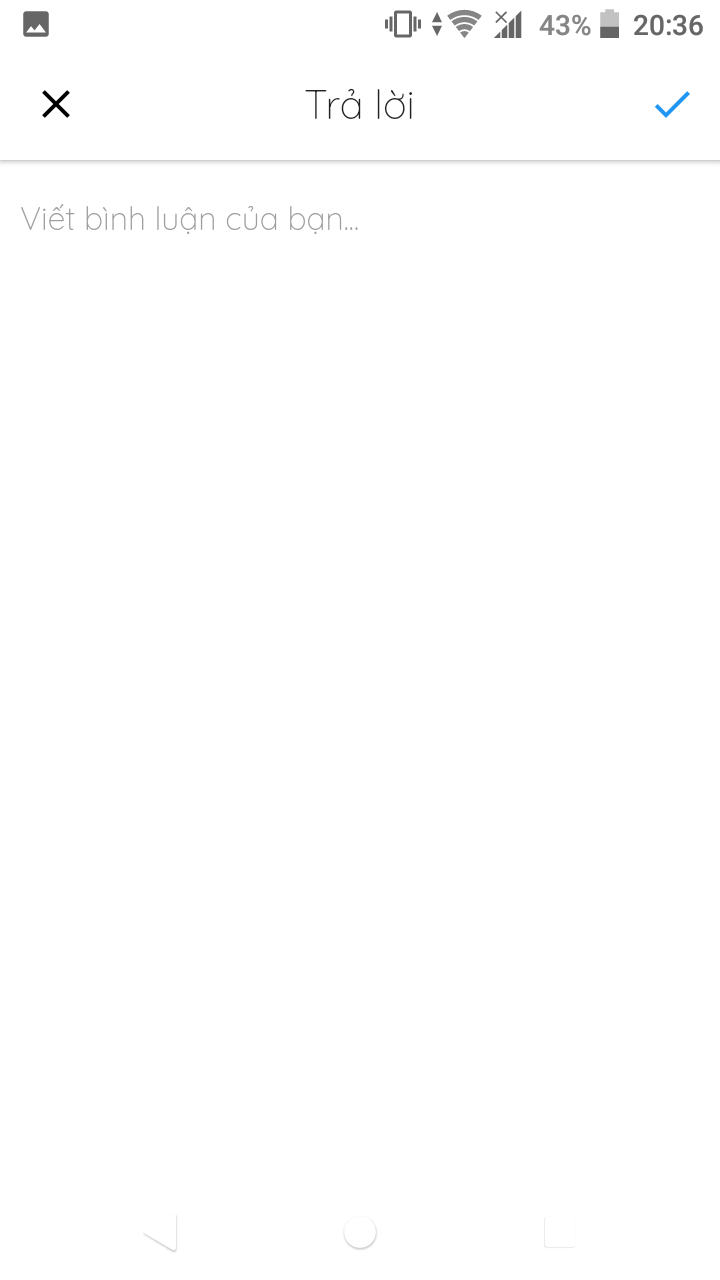 43% 20:36
Trả lời
Viết bình luận của bạn...